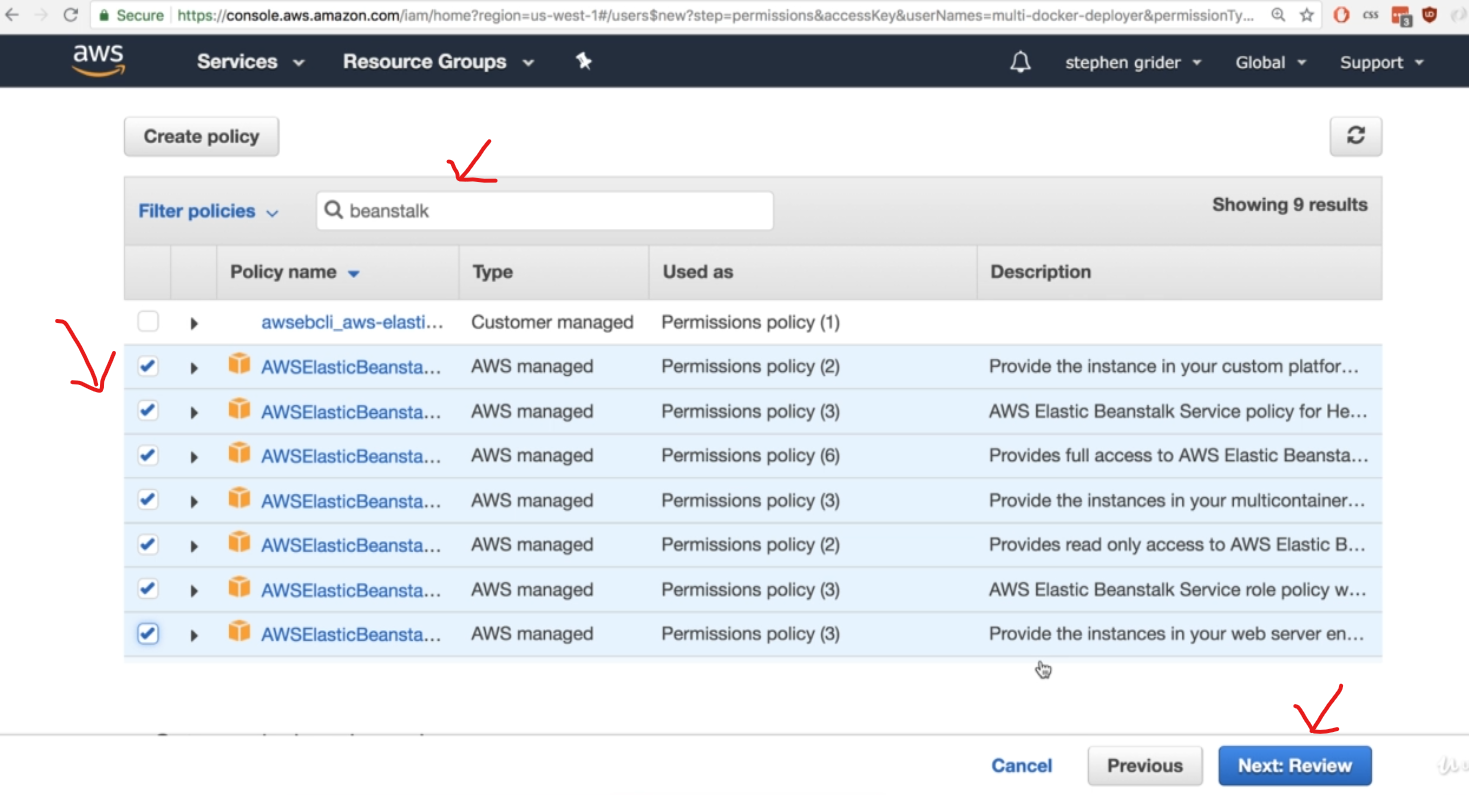 Secure https://console.aws.amazon.com/iam/home?region=us-west-1#/users$new?step=permissions&accessKey&userNames=multi-docker-deployer&permissionTy... CSS 3
aws Services Resource Groups stephen grider Global Support
Create policy
Filter policies beanstalk Showing 9 results
Policy name Type Used as Description
awsebcli_aws-elasti... Customer managed Permissions policy (1)
AWSElasticBeansta... AWS managed Permissions policy (2) Provide the instance in your custom platfor...
AWSElasticBeansta... AWS managed Permissions policy (3) AWS Elastic Beanstalk Service policy for He...
AWSElasticBeansta... AWS managed Permissions policy (6) Provides full access to AWS Elastic Beansta...
AWSElasticBeansta... AWS managed Permissions policy (3) Provide the instances in your multicontainer...
AWSElasticBeansta... AWS managed Permissions policy (2) Provides read only access to AWS Elastic B...
AWSElasticBeansta... AWS managed Permissions policy (3) AWS Elastic Beanstalk Service role policy w...
AWSElasticBeansta... AWS managed Permissions policy (3) Provide the instances in your web server en...
Cancel Previous Next: Review